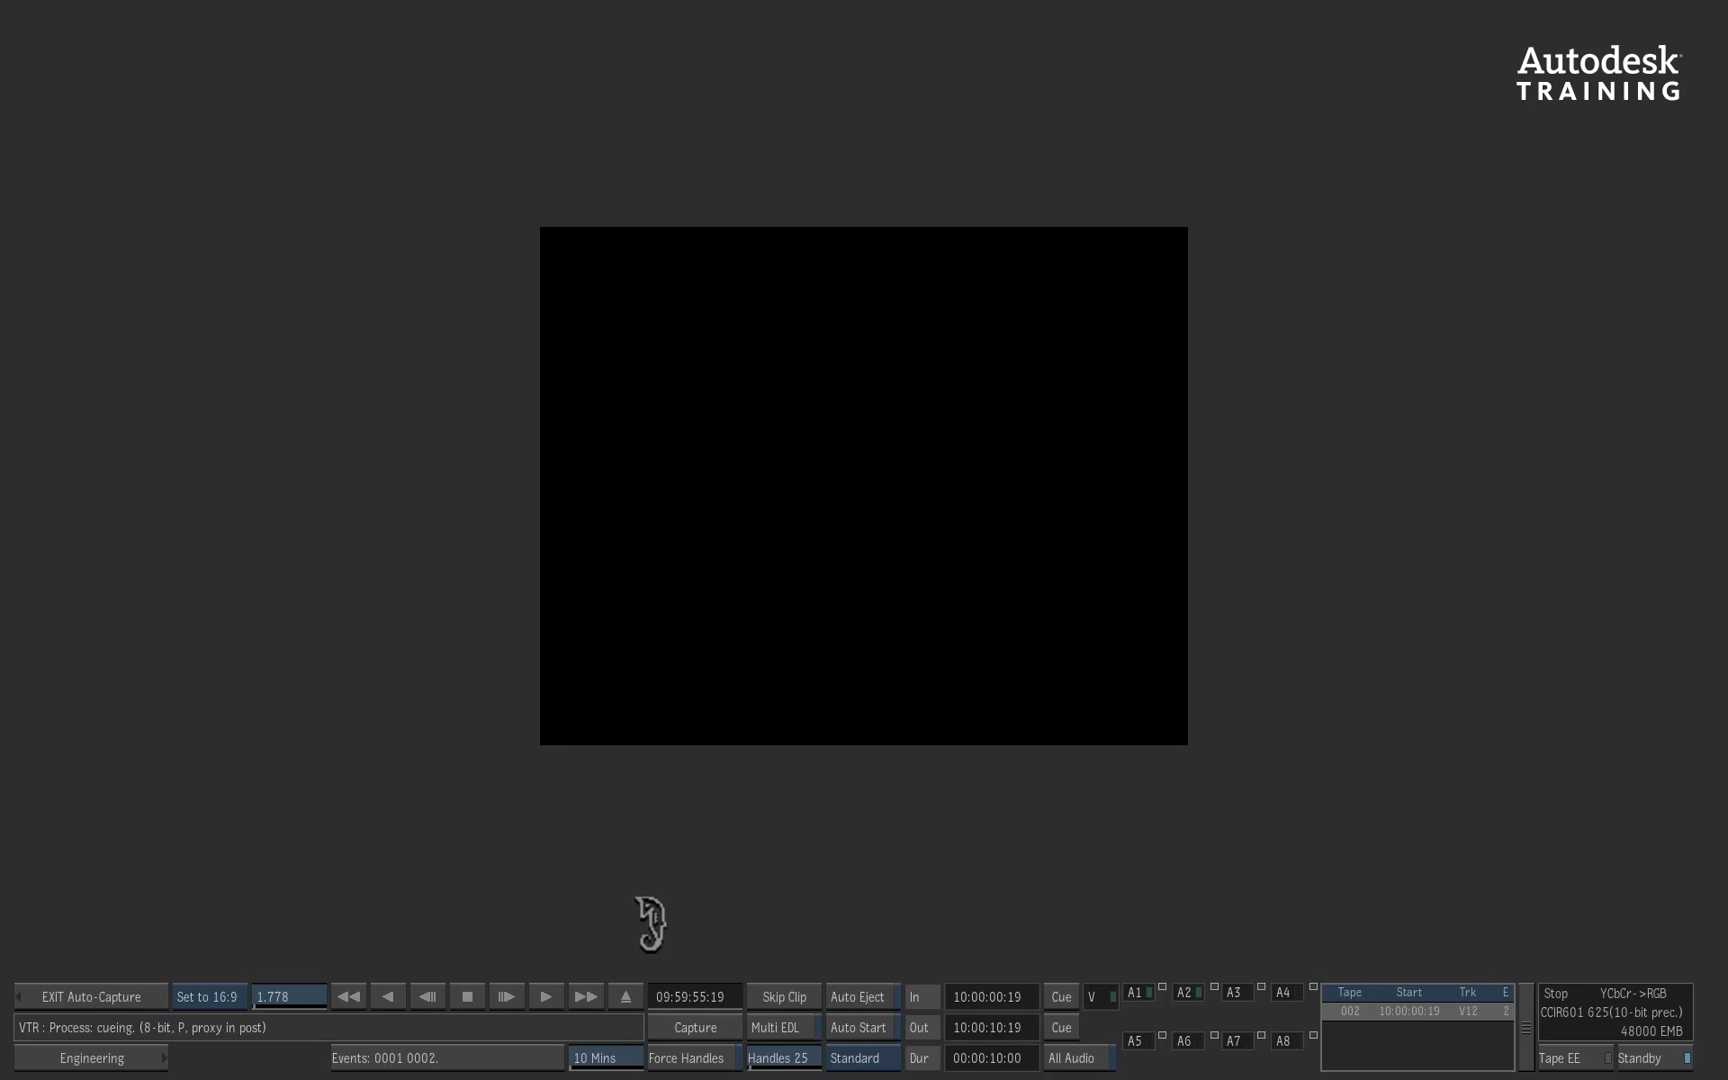 Autodesk
TRAINING
EXIT Auto-Capture Set to 16:9 1.778 09:59:55:19 Skip Clip Auto Eject In 10:00:00:19 Cue V A1 A2 A3 A4 Tape Start Trk E Stop YCbCr->RGB
002 10:00:00:19 V12 2 CCIR601 625(10-bit prec.)
VTR : Process: cueing. (8-bit, P, proxy in post) Capture Multi EDL Auto Start Out 10:00:10:19 Cue A5 A6 A7 A8 48000 EMB
Engineering Events: 0001 0002. 10 Mins Force Handles Handles 25 Standard Dur 00:00:10:00 All Audio Tape EE Standby